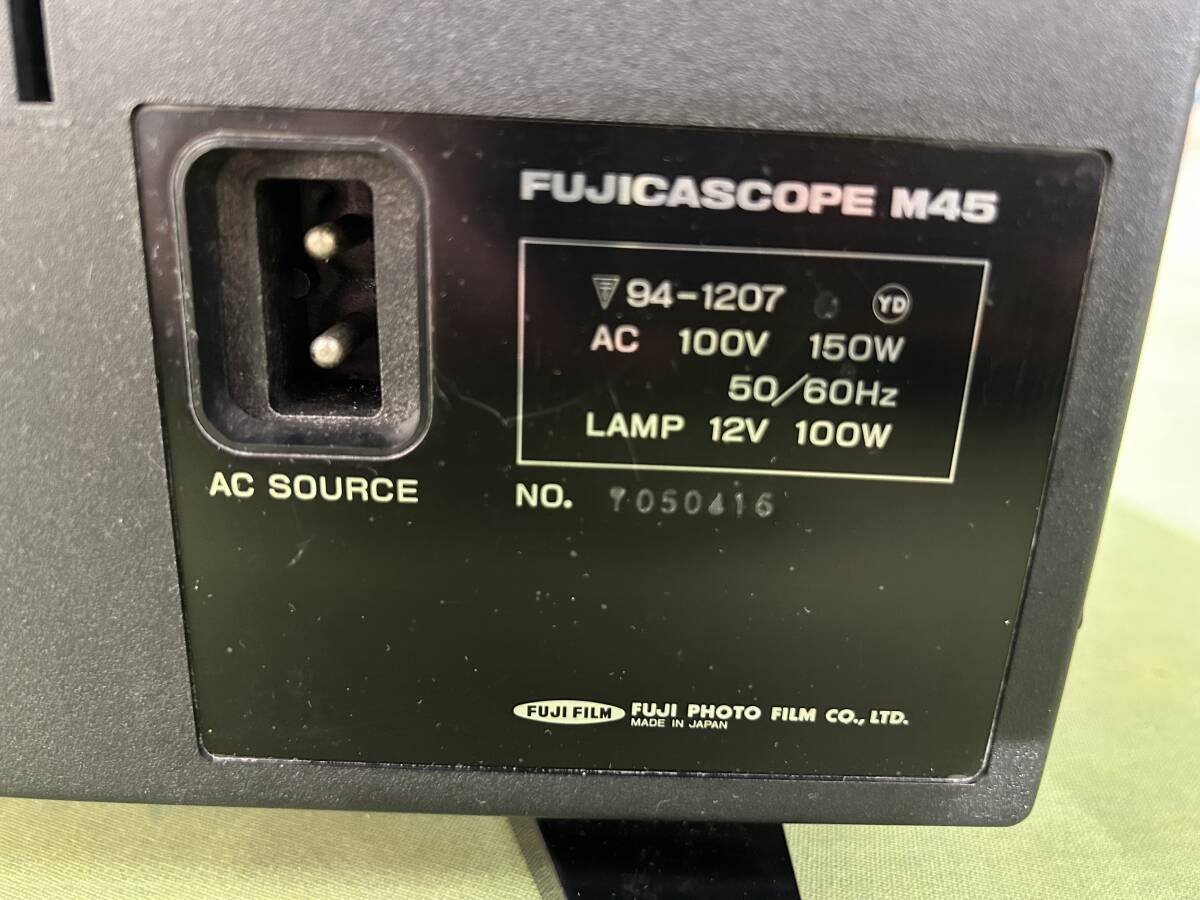 FUJICASCOPE M45
94-1207 YD
AC 100V 150W
50/60Hz
LAMP 12V 100W
AC SOURCE
NO. 7050416
FUJI FILM FUJI PHOTO FILM CO., LTD.
MADE IN JAPAN